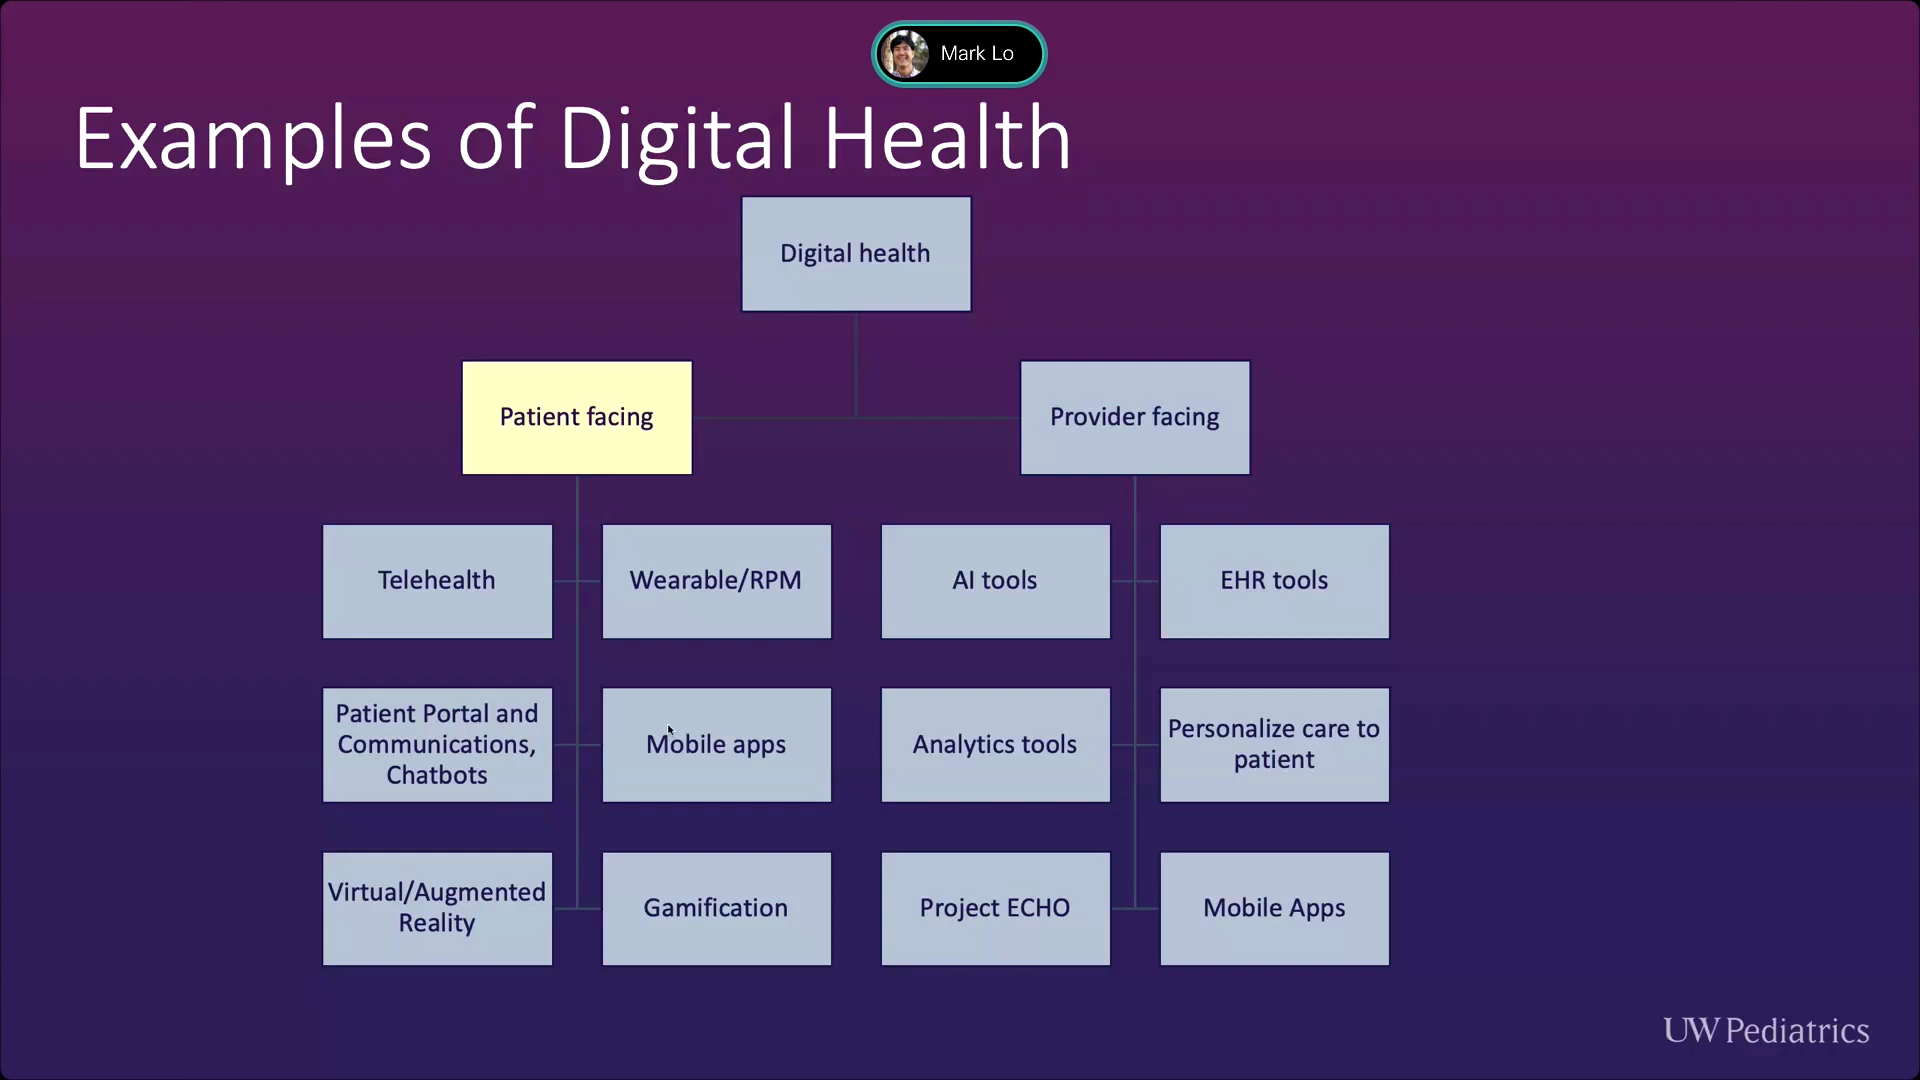 Mark Lo
Examples of Digital Health
Digital health
Patient facing
Provider facing
Telehealth
Wearable/RPM
AI tools
EHR tools
Patient Portal and
Communications,
Chatbots
Mobile apps
Analytics tools
Personalize care to
patient
Virtual/Augmented
Reality
Gamification
Project ECHO
Mobile Apps
UW Pediatrics